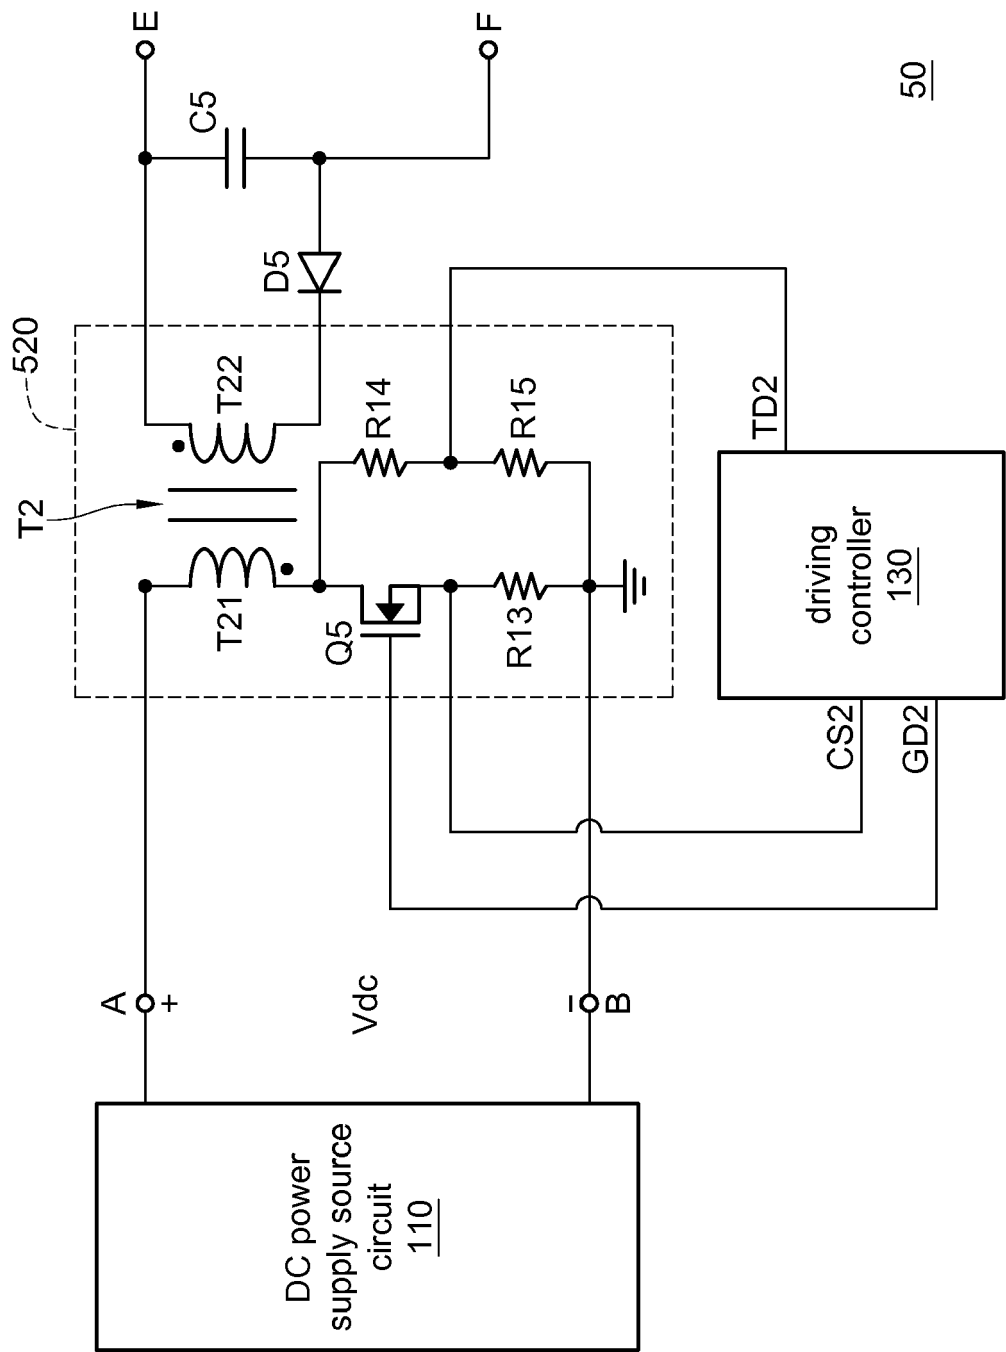 DC power
supply source
circuit
110
A
+
Vdc
−
B
T2
520
T21
T22
Q5
R13
R14
R15
D5
C5
E
F
CS2
GD2
TD2
driving
controller
130
50